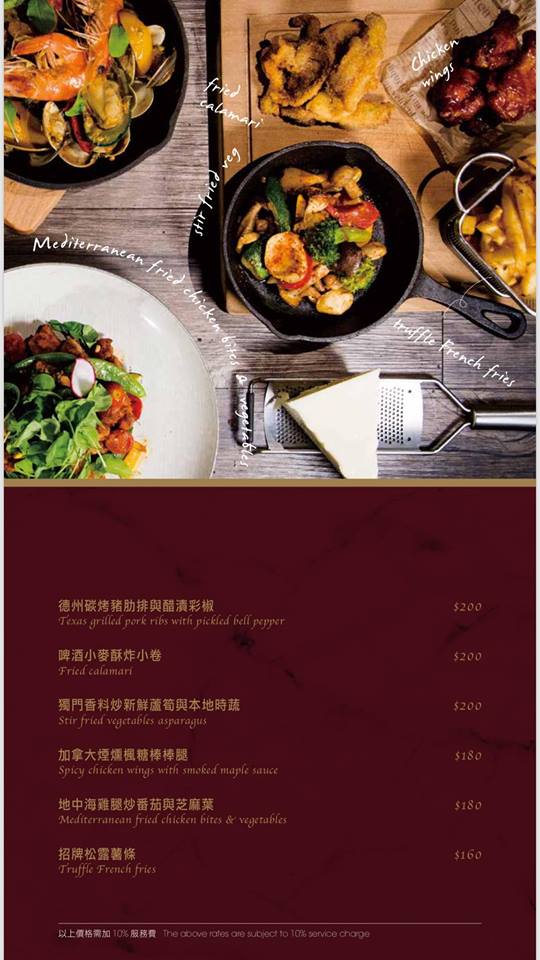 Chicken
wings
fried
calamari
stir fried veg
Mediterranean fried chicken bites & vegetables
truffle French fries
德州碳烤豬肋排與醋漬彩椒
$200
Texas grilled pork ribs with pickled bell pepper
啤酒小麥酥炸小卷
$200
Fried calamari
獨門香料炒新鮮蘆筍與本地時蔬
$200
Stir fried vegetables asparagus
加拿大煙燻楓糖棒棒腿
$180
Spicy chicken wings with smoked maple sauce
地中海雞腿炒番茄與芝麻葉
$180
Mediterranean fried chicken bites & vegetables
招牌松露薯條
$160
Truffle French fries
以上價格需加 10% 服務費 The above rates are subject to 10% service charge